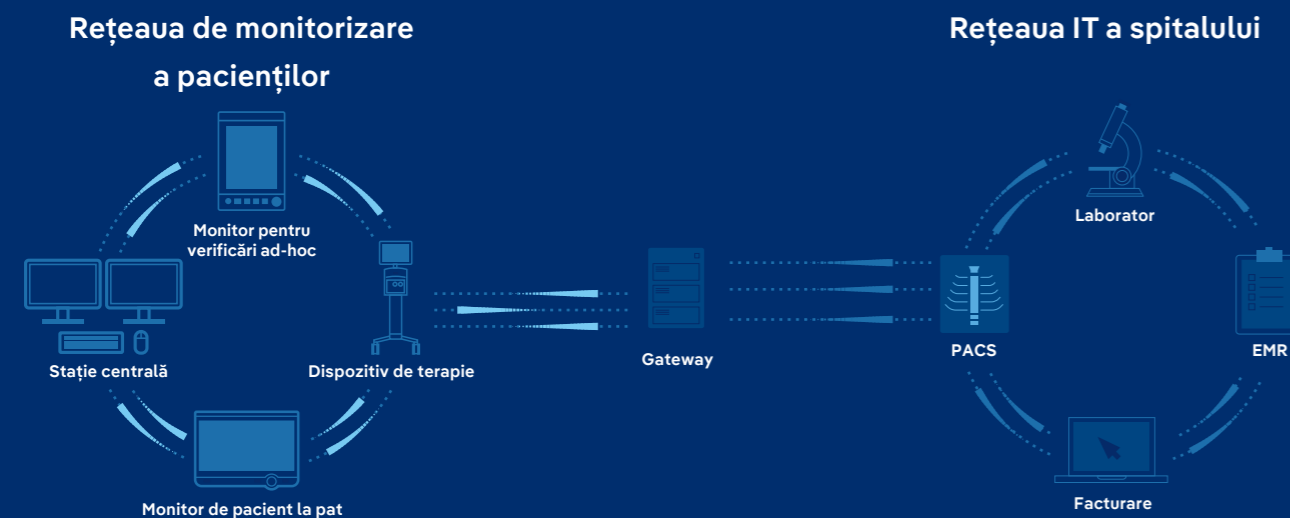 Rețeaua de monitorizare
a pacienților
Rețeaua IT a spitalului
Monitor pentru
verificări ad-hoc
Stație centrală
Dispozitiv de terapie
Monitor de pacient la pat
Gateway
Laborator
PACS
EMR
Facturare